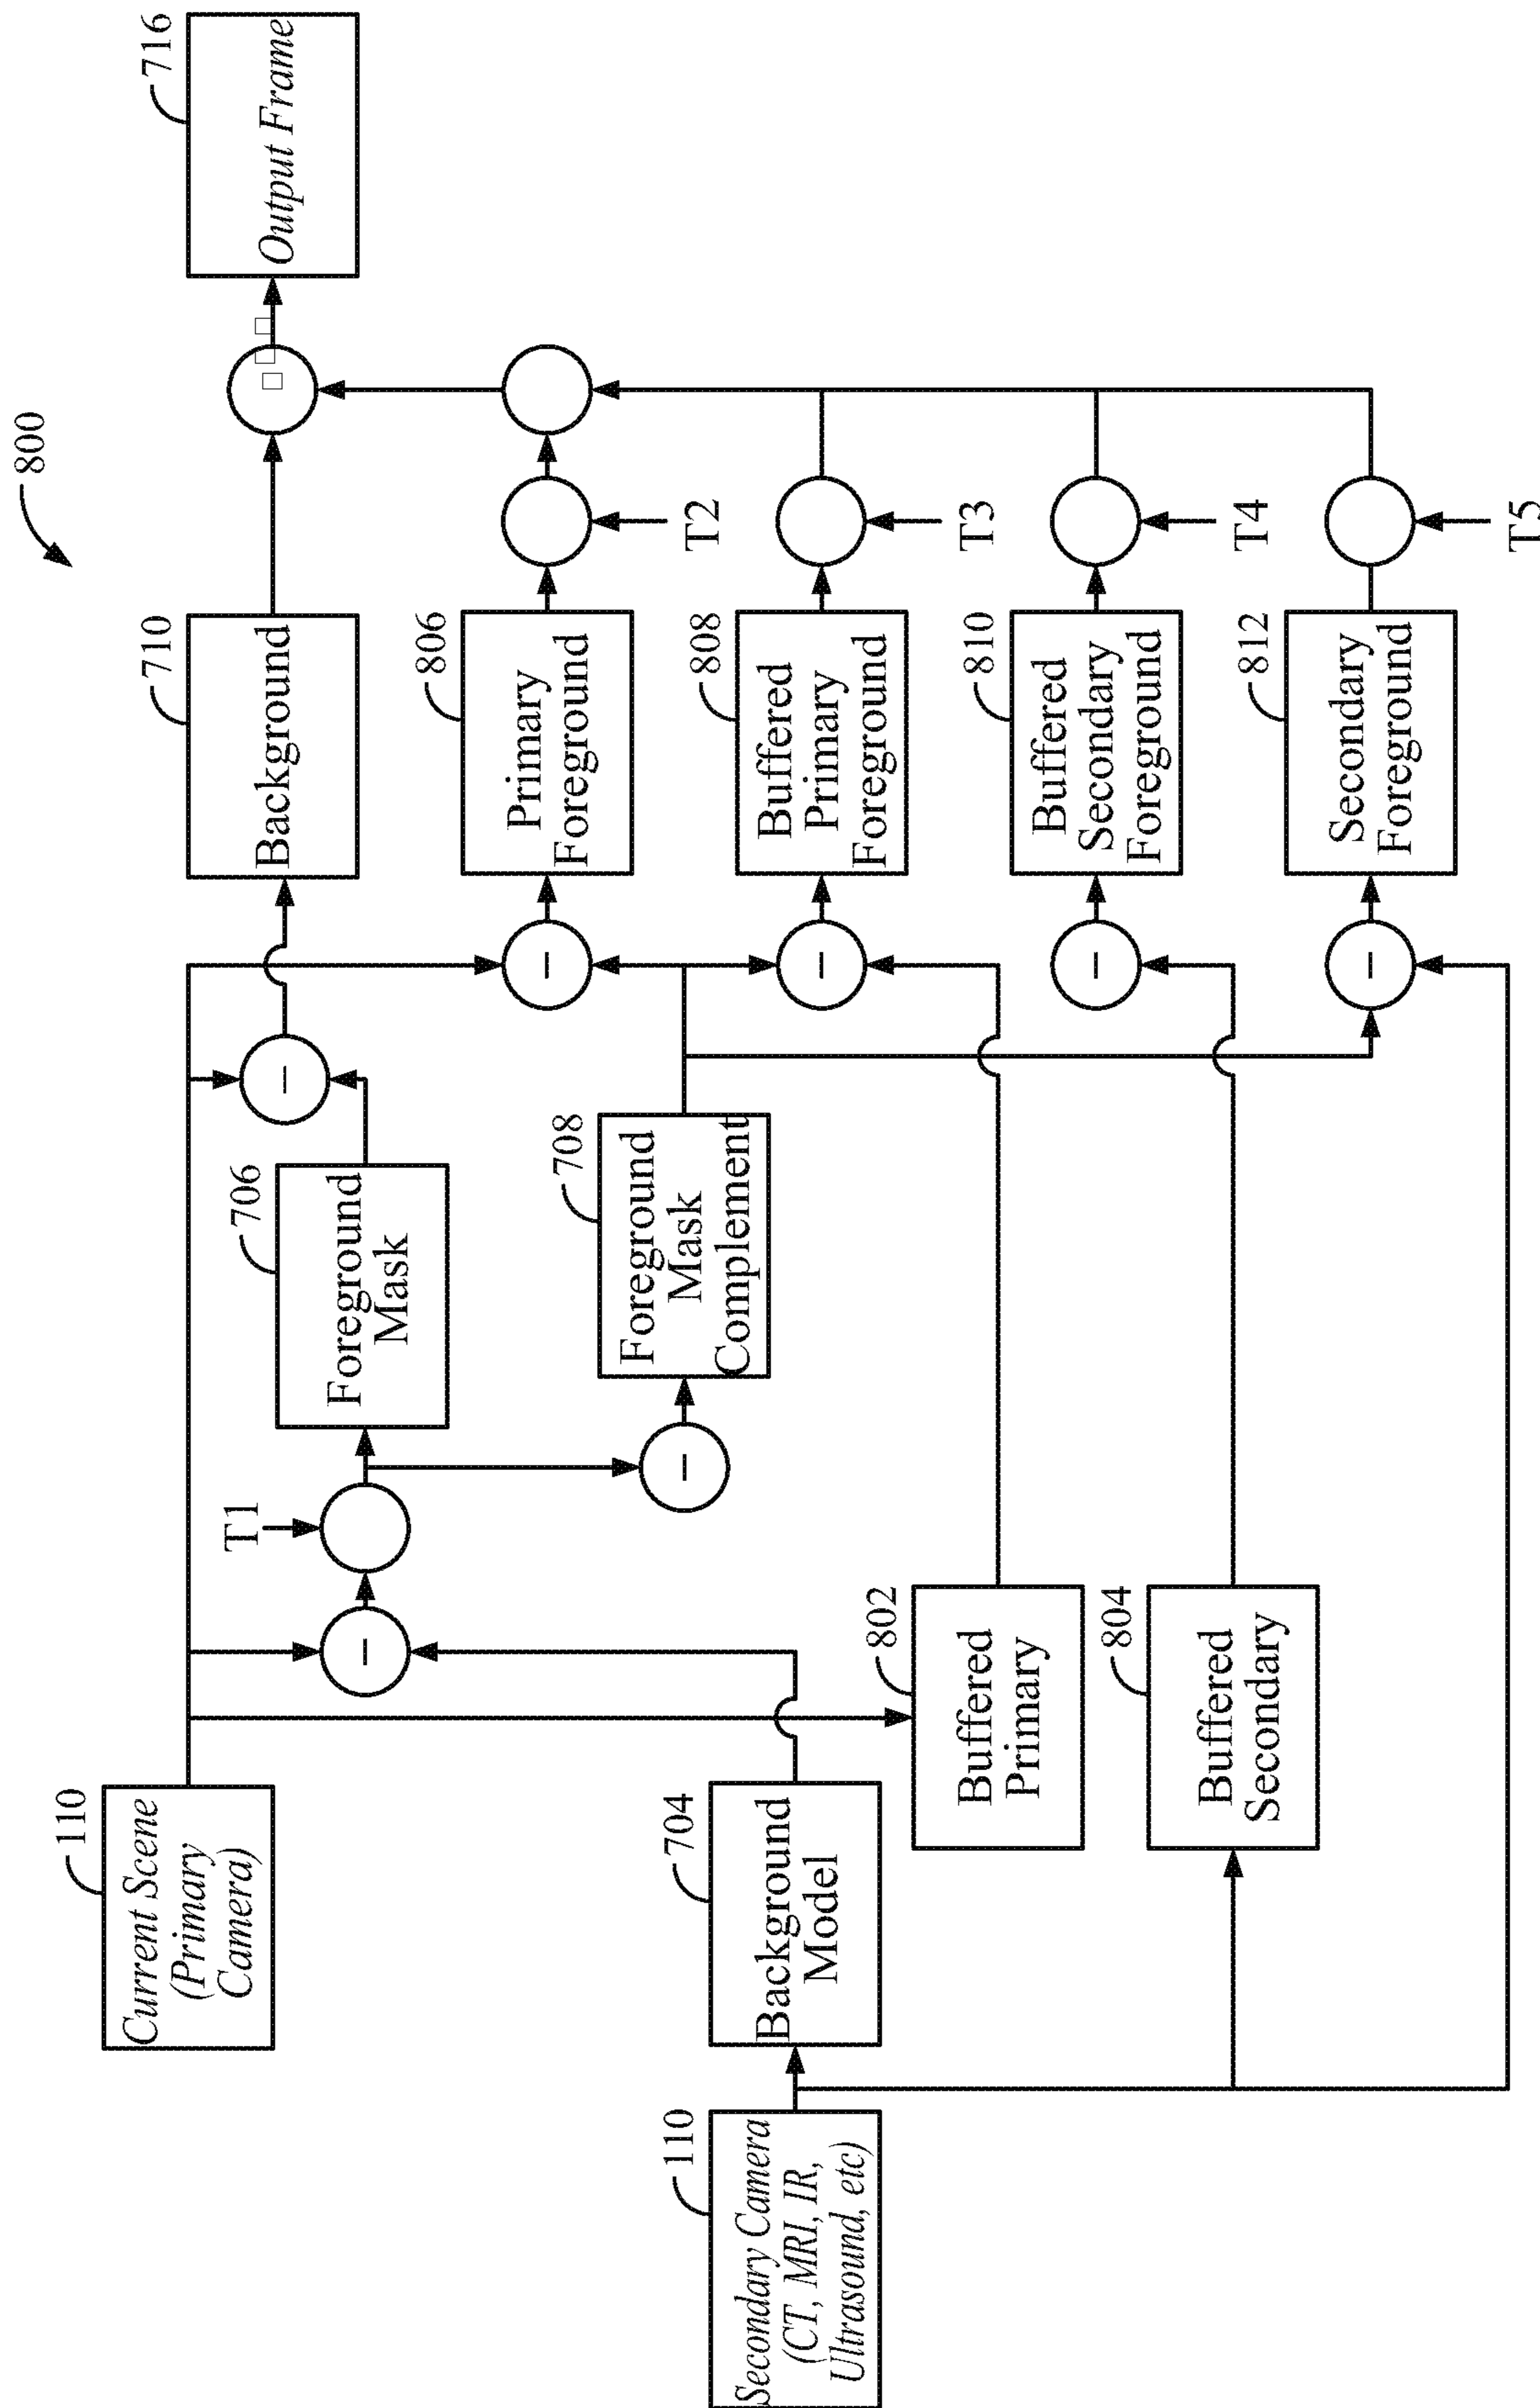 800
110
Current Scene
(Primary
Camera)
T1
706
Foreground
Mask
−
−
710
Background
716
Output Frame
−
708
Foreground
Mask
Complement
−
806
Primary
Foreground
T2
110
Secondary Camera
(CT, MRI, IR,
Ultrasound, etc)
704
Background
Model
−
808
Buffered
Primary
Foreground
T3
802
Buffered
Primary
−
810
Buffered
Secondary
Foreground
T4
804
Buffered
Secondary
−
812
Secondary
Foreground
T5